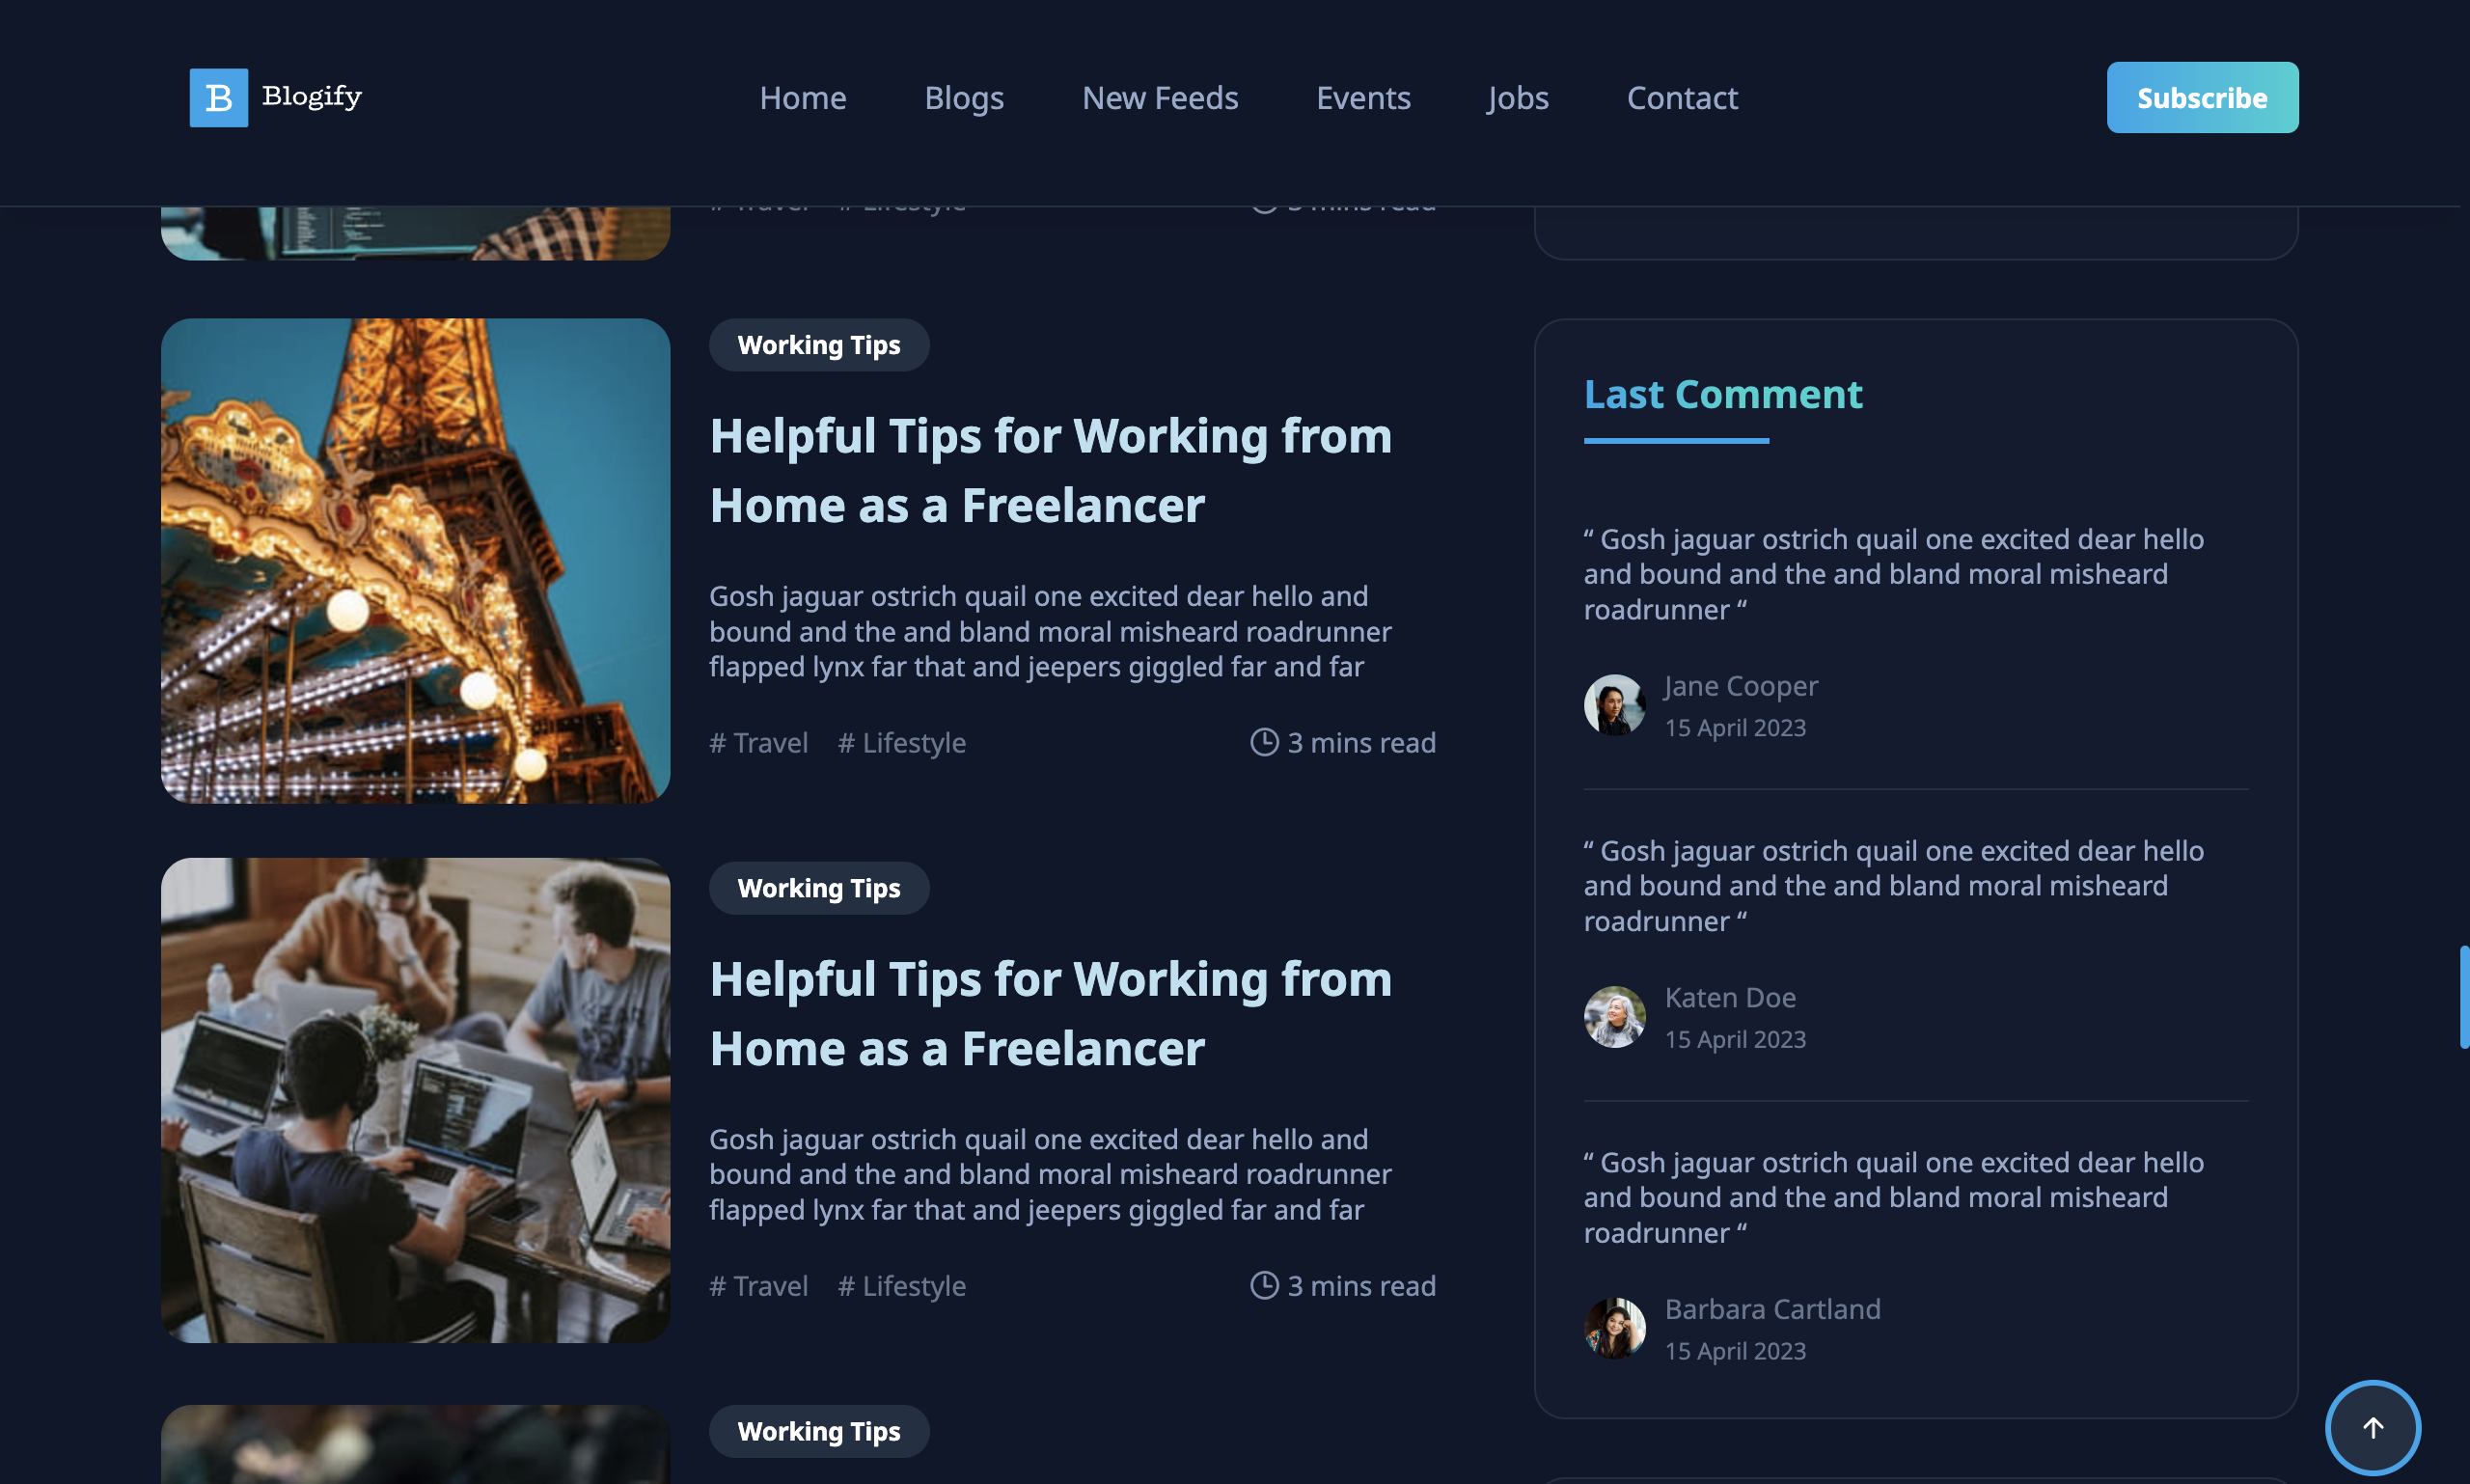 B Blogify
Home Blogs New Feeds Events Jobs Contact
Subscribe
# Travel # Lifestyle 3 mins read
Working Tips
Helpful Tips for Working from
Home as a Freelancer
Gosh jaguar ostrich quail one excited dear hello and
bound and the and bland moral misheard roadrunner
flapped lynx far that and jeepers giggled far and far
# Travel # Lifestyle 3 mins read
Working Tips
Helpful Tips for Working from
Home as a Freelancer
Gosh jaguar ostrich quail one excited dear hello and
bound and the and bland moral misheard roadrunner
flapped lynx far that and jeepers giggled far and far
# Travel # Lifestyle 3 mins read
Working Tips
Last Comment
“ Gosh jaguar ostrich quail one excited dear hello
and bound and the and bland moral misheard
roadrunner “
Jane Cooper
15 April 2023
“ Gosh jaguar ostrich quail one excited dear hello
and bound and the and bland moral misheard
roadrunner “
Katen Doe
15 April 2023
“ Gosh jaguar ostrich quail one excited dear hello
and bound and the and bland moral misheard
roadrunner “
Barbara Cartland
15 April 2023